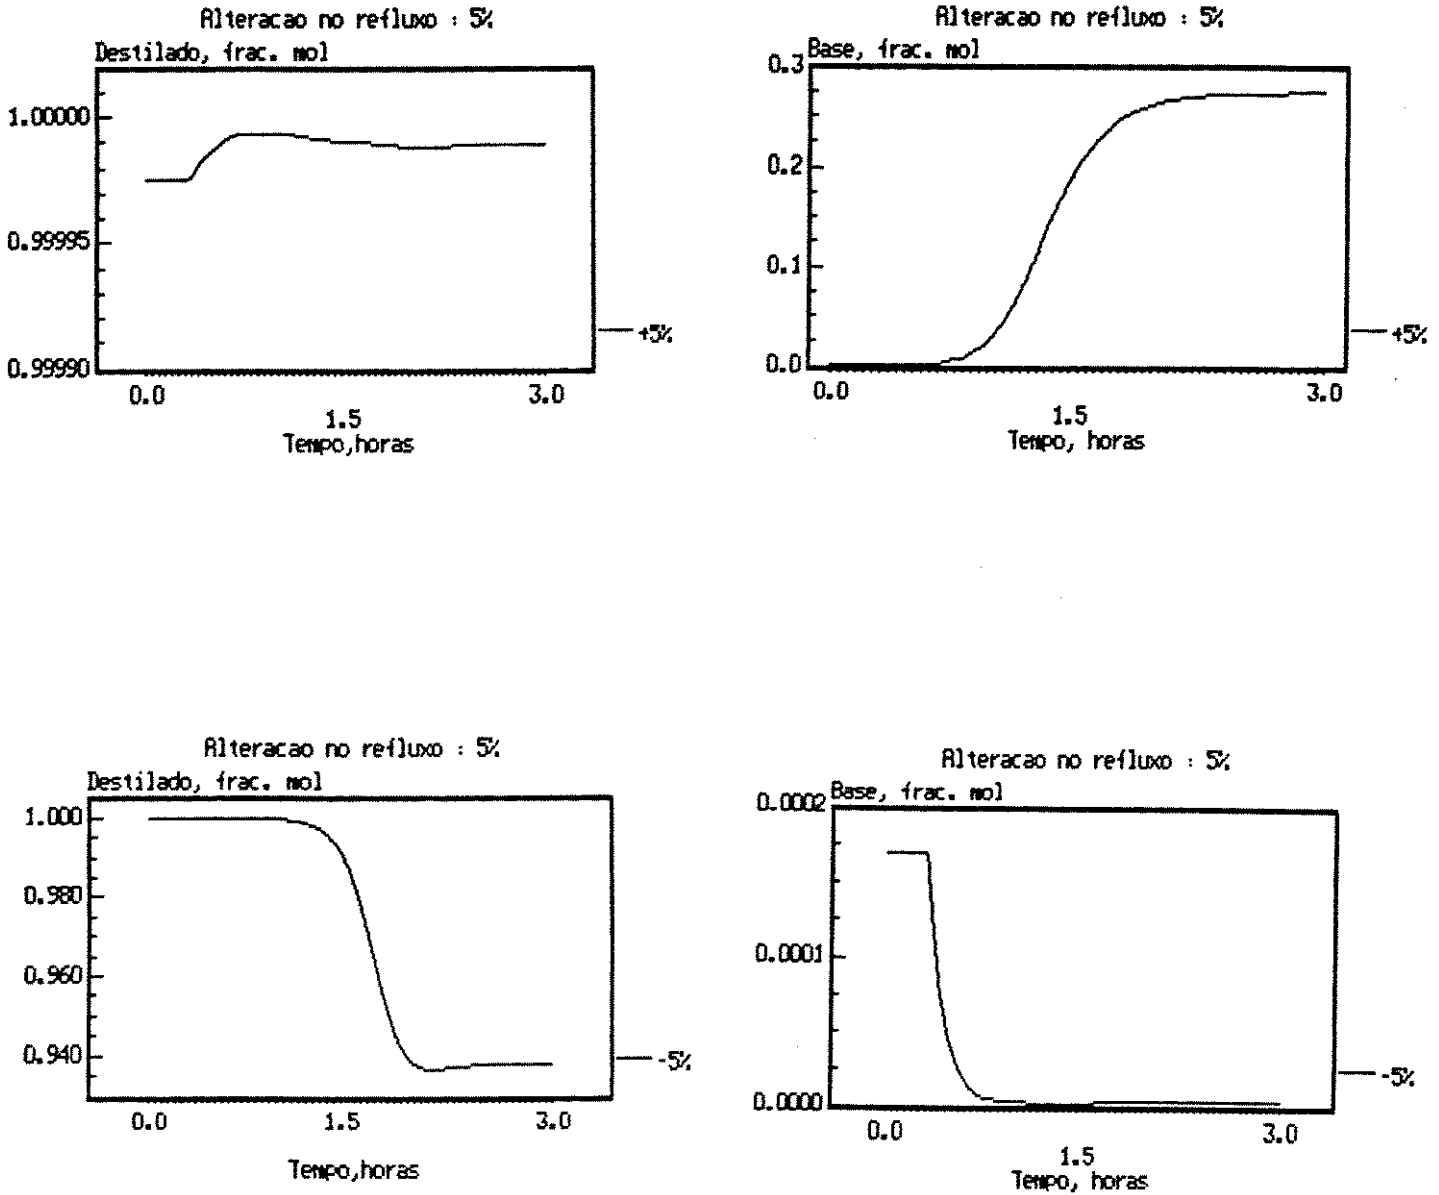 Alteracao no refluxo : 5%
Destilado, frac. mol
1.00000
0.99995
0.99990
0.0
3.0
1.5
Tempo,horas
+5%
Alteracao no refluxo : 5%
Base, frac. mol
0.3
0.2
0.1
0.0
0.0
3.0
1.5
Tempo, horas
+5%
Alteracao no refluxo : 5%
Destilado, frac. mol
1.000
0.980
0.960
0.940
0.0
1.5
3.0
Tempo,horas
-5%
Alteracao no refluxo : 5%
Base, frac. mol
0.0002
0.0001
0.0000
0.0
3.0
1.5
Tempo, horas
-5%